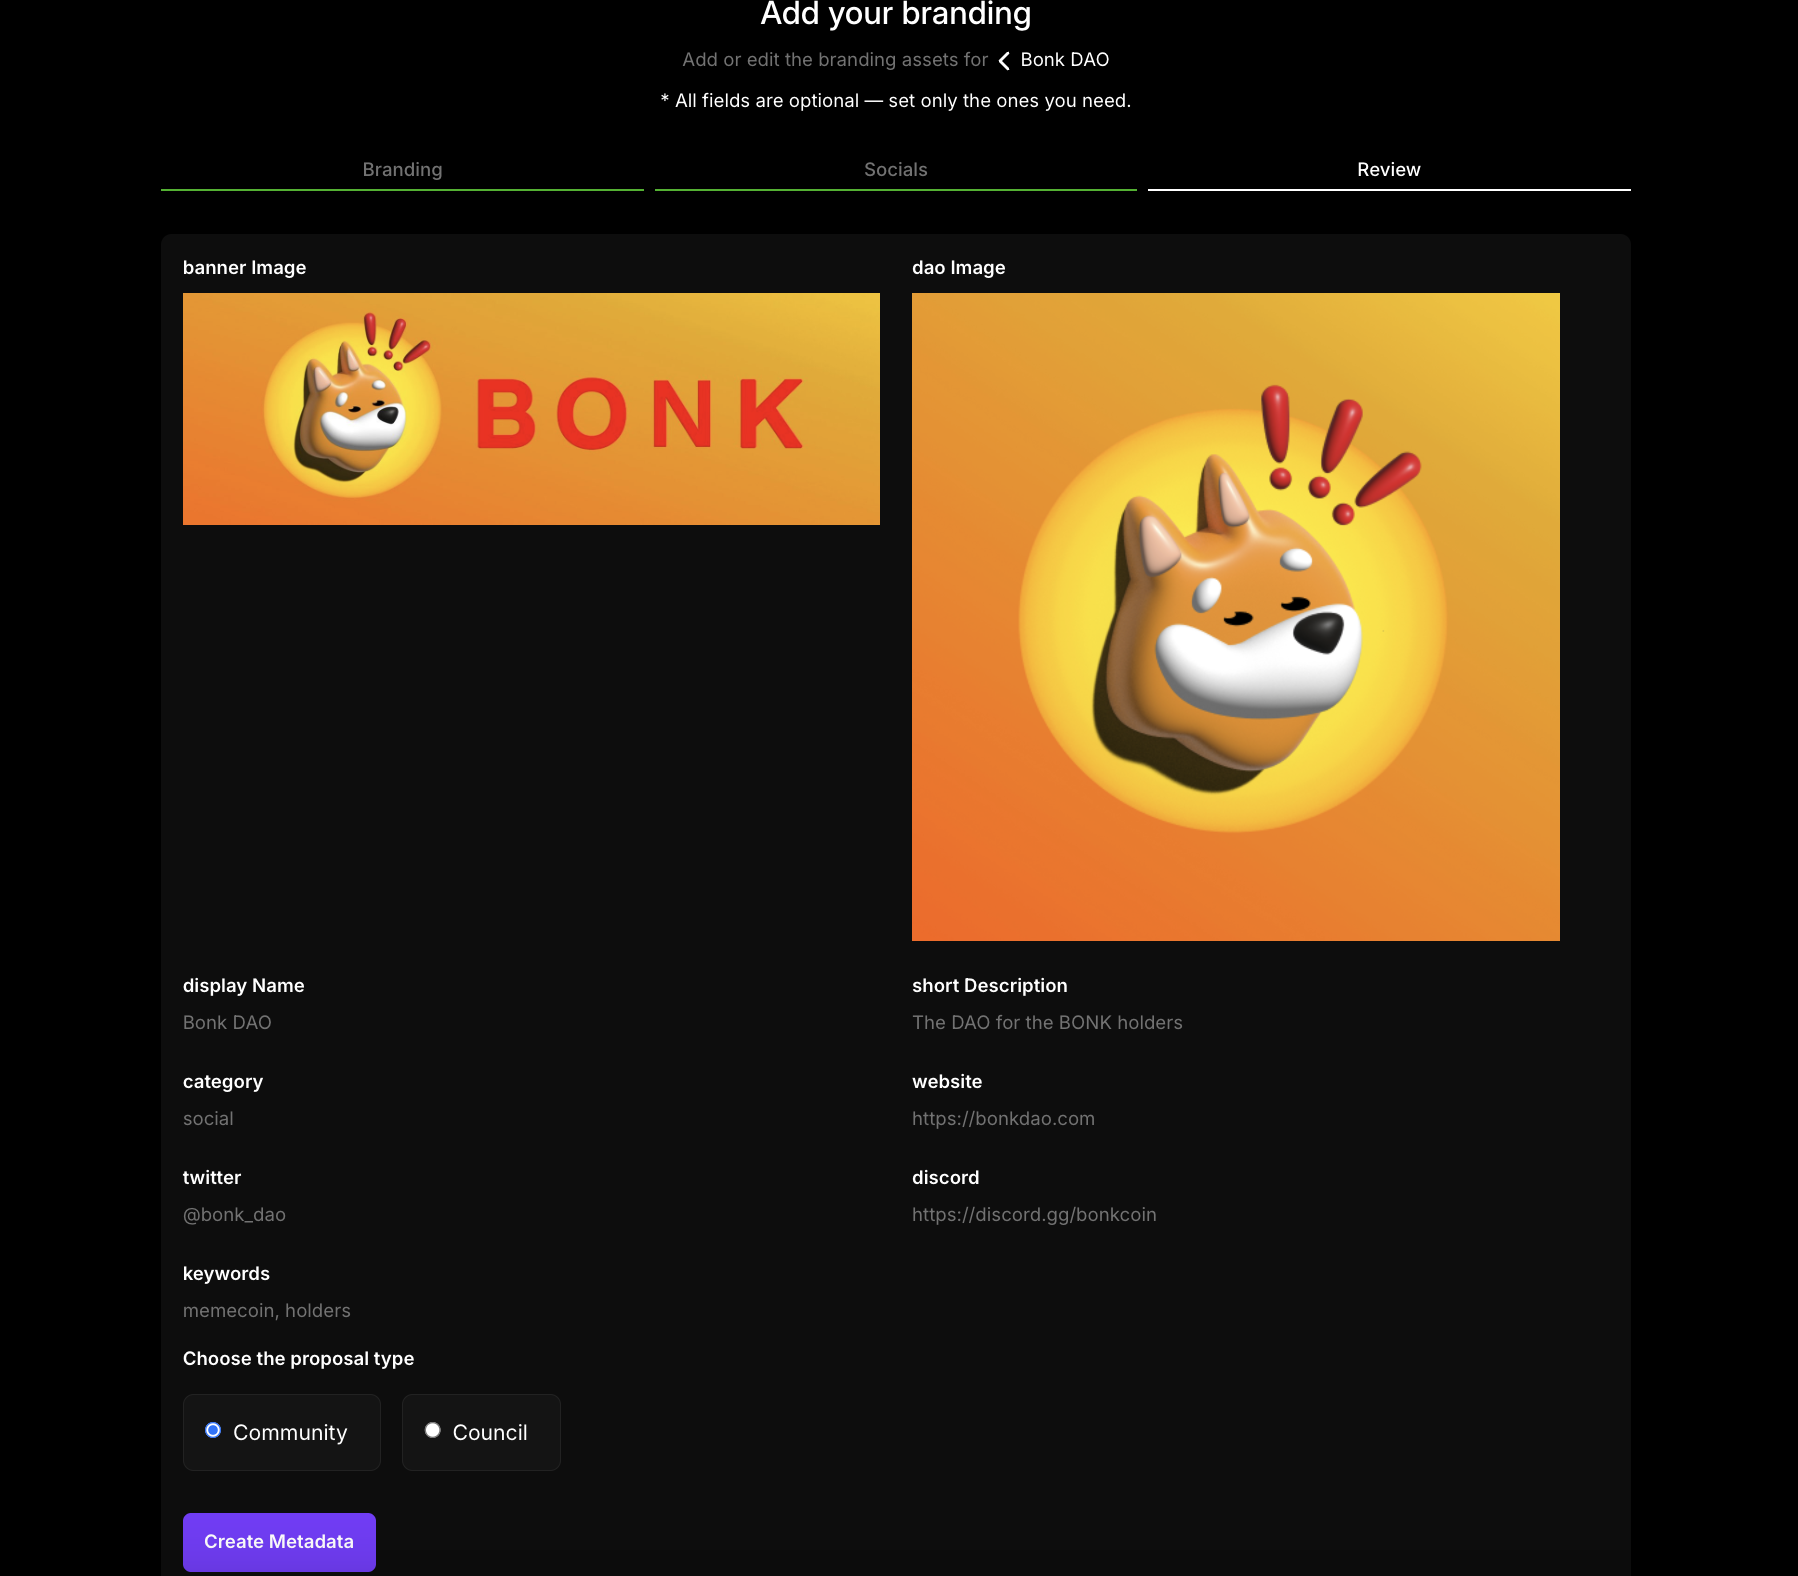 Add your branding
Add or edit the branding assets for Bonk DAO
* All fields are optional — set only the ones you need.
Branding
Socials
Review
banner Image
BONK
dao Image
display Name
Bonk DAO
short Description
The DAO for the BONK holders
category
social
website
https://bonkdao.com
twitter
@bonk_dao
discord
https://discord.gg/bonkcoin
keywords
memecoin, holders
Choose the proposal type
Community
Council
Create Metadata